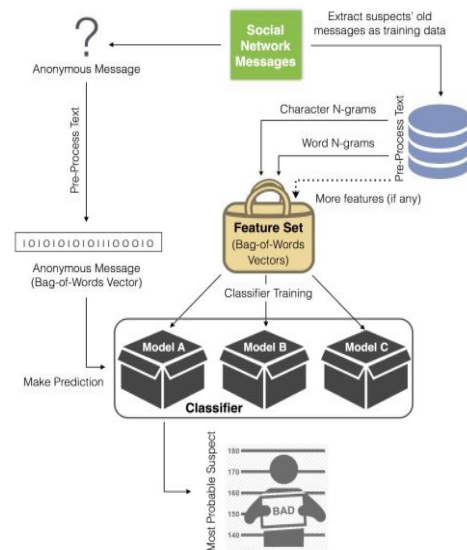 ?
Anonymous Message
Social
Network
Messages
Extract suspects' old
messages as training data
Pre-Process Text
Character N-grams
Word N-grams
Pre-Process Text
More features (if any)
Feature Set
(Bag-of-Words
Vectors)
101010101011100010
Anonymous Message
(Bag-of-Words Vector)
Classifier Training
Model A
Model B
Model C
Make Prediction
Classifier
Most Probable Suspect
180
170
160
150
140
BAD